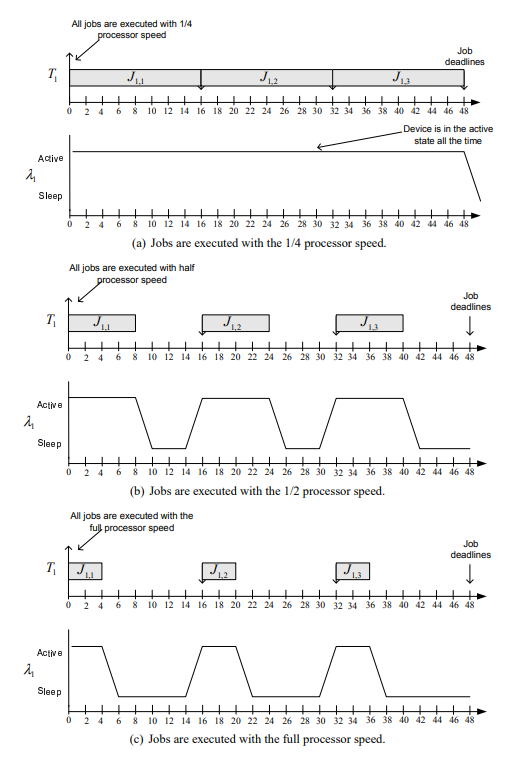 All jobs are executed with 1/4
processor speed
Job
deadlines
T1
J1,1
J1,2
J1,3
0 2 4 6 8 10 12 14 16 18 20 22 24 26 28 30 32 34 36 38 40 42 44 46 48
Device is in the active
state all the time
Active
λ1
Sleep
0 2 4 6 8 10 12 14 16 18 20 22 24 26 28 30 32 34 36 38 40 42 44 46 48
(a) Jobs are executed with the 1/4 processor speed.
All jobs are executed with half
processor speed
Job
deadlines
T1
J1,1
J1,2
J1,3
0 2 4 6 8 10 12 14 16 18 20 22 24 26 28 30 32 34 36 38 40 42 44 46 48
Active
λ1
Sleep
0 2 4 6 8 10 12 14 16 18 20 22 24 26 28 30 32 34 36 38 40 42 44 46 48
(b) Jobs are executed with the 1/2 processor speed.
All jobs are executed with the
full processor speed
Job
deadlines
T1
J1,1
J1,2
J1,3
0 2 4 6 8 10 12 14 16 18 20 22 24 26 28 30 32 34 36 38 40 42 44 46 48
Active
λ1
Sleep
0 2 4 6 8 10 12 14 16 18 20 22 24 26 28 30 32 34 36 38 40 42 44 46 48
(c) Jobs are executed with the full processor speed.